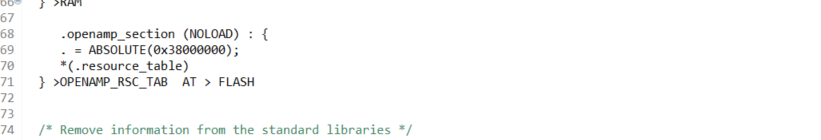 66 } >RAM
67
68 .openamp_section (NOLOAD) : {
69 . = ABSOLUTE(0x38000000);
70 *(.resource_table)
71 } >OPENAMP_RSC_TAB  AT > FLASH
72
73
74 /* Remove information from the standard libraries */